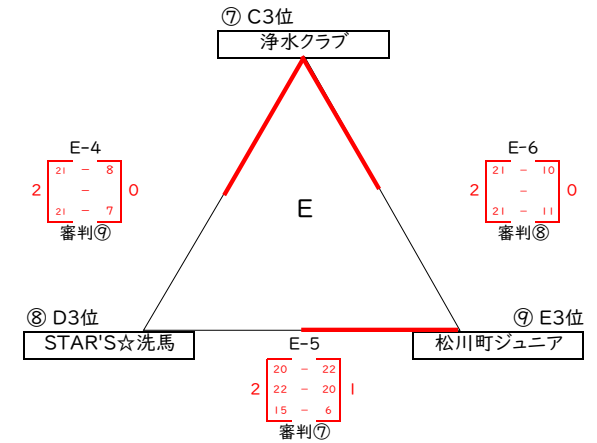 ⑦ C3位
浄水クラブ
E-4
21 - 8
2 - 0
21 - 7
審判⑨
E-6
21 - 10
2 - 0
21 - 11
審判⑧
E
⑧ D3位
STAR'S☆洗馬
⑨ E3位
松川町ジュニア
E-5
20 - 22
2 22 - 20 1
15 - 6
審判⑦